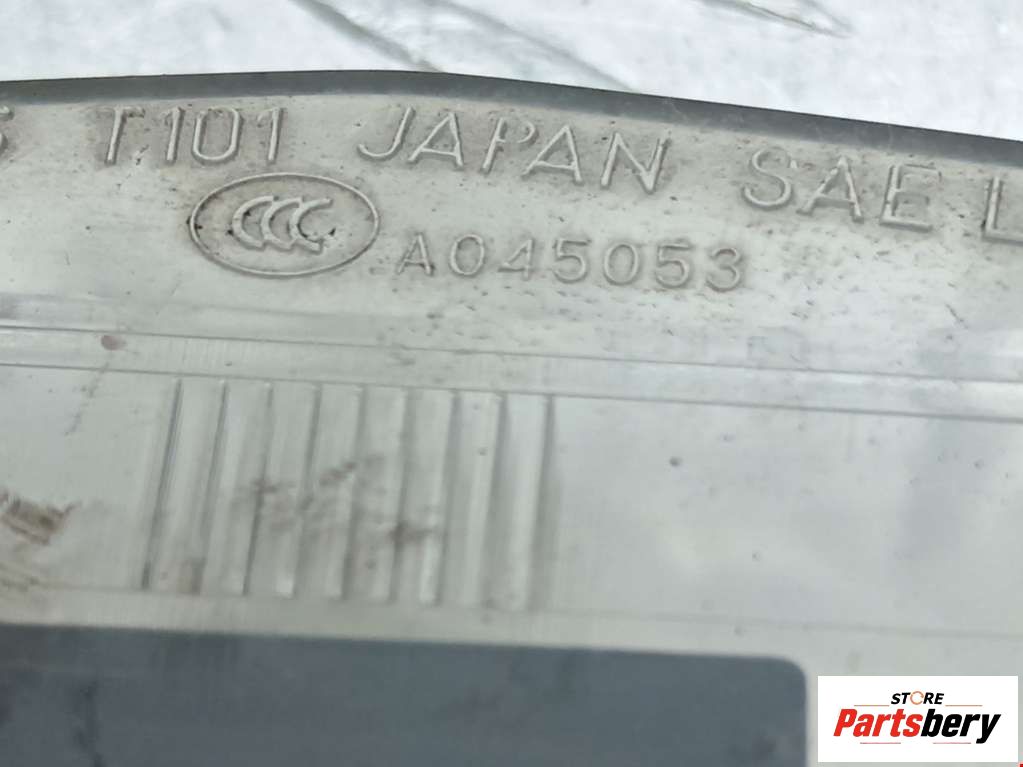 T101 JAPAN SAE L
CCC A045053
STORE
Partsbery